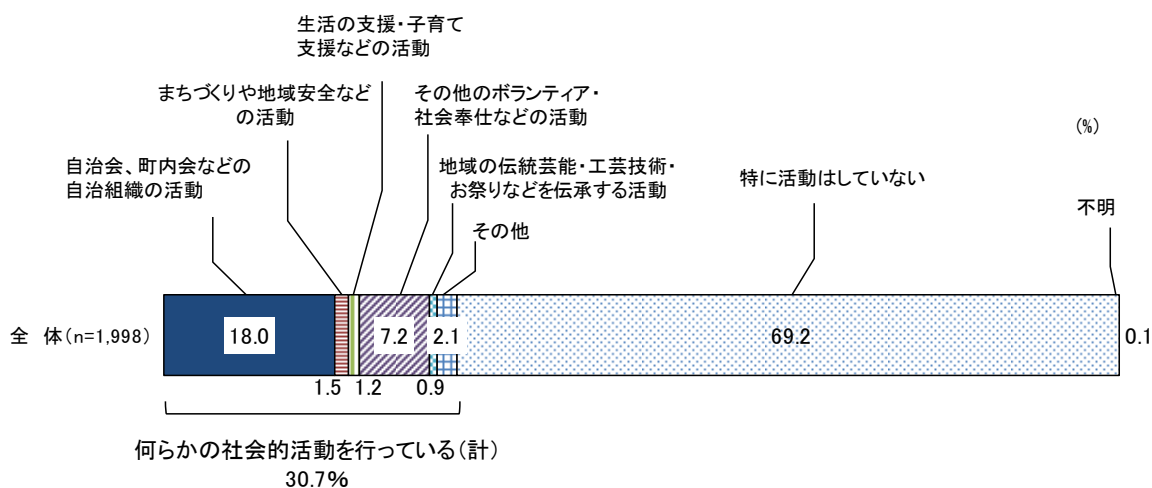 生活の支援・子育て
支援などの活動
まちづくりや地域安全など
の活動
その他のボランティア・
社会奉仕などの活動
(%)
自治会、町内会などの
自治組織の活動
地域の伝統芸能・工芸技術・
お祭りなどを伝承する活動
特に活動はしていない
不明
その他
全 体(n=1,998)
18.0
7.2
2.1
69.2
0.1
1.5
1.2
0.9
何らかの社会的活動を行っている(計)
30.7%